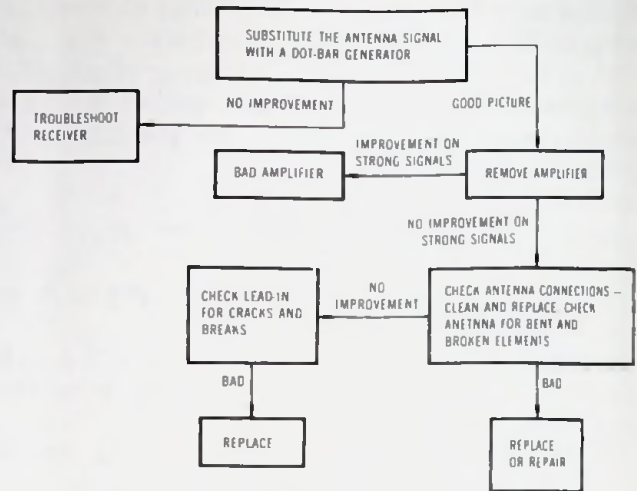 SUBSTITUTE THE ANTENNA SIGNAL
WITH A DOT-BAR GENERATOR
NO IMPROVEMENT
GOOD PICTURE
TROUBLESHOOT
RECEIVER
IMPROVEMENT ON
STRONG SIGNALS
BAD AMPLIFIER
REMOVE AMPLIFIER
NO IMPROVEMENT ON
STRONG SIGNALS
CHECK LEAD-IN
FOR CRACKS AND
BREAKS
NO
IMPROVEMENT
CHECK ANTENNA CONNECTIONS –
CLEAN AND REPLACE CHECK
ANETNNA FOR BENT AND
BROKEN ELEMENTS
BAD
BAD
REPLACE
REPLACE
OR REPAIR